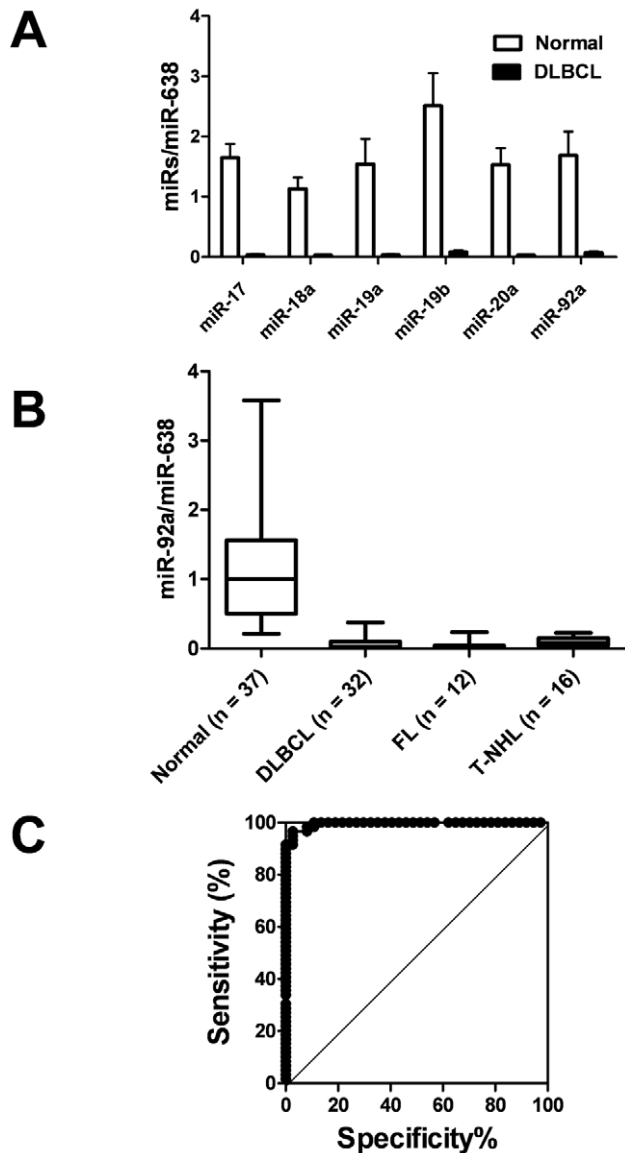 A
Normal
DLBCL
miRs/miR-638
4
3
2
1
0
miR-17
miR-18a
miR-19a
miR-19b
miR-20a
miR-92a
B
miR-92a/miR-638
4
3
2
1
0
Normal (n = 37)
DLBCL (n = 32)
FL (n = 12)
T-NHL (n = 16)
C
Sensitivity (%)
100
80
60
40
20
0
0 20 40 60 80 100
Specificity%